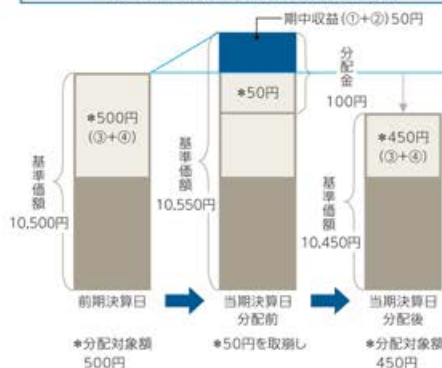 期中収益(①+②)50円
*500円
(③+④)
*50円
分配金
100円
*450円
(③+④)
基準価額
10,500円
基準価額
10,550円
基準価額
10,450円
前期決算日
当期決算日
分配前
当期決算日
分配後
*分配対象額
500円
*50円を取崩し
*分配対象額
450円